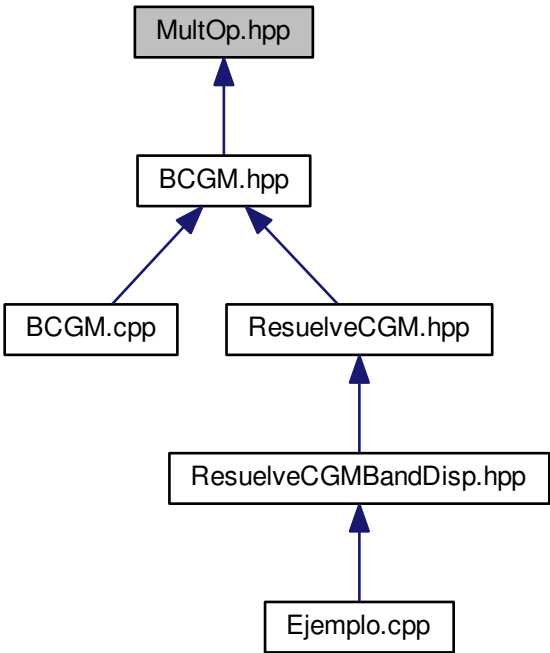 MultOp.hpp
BCGM.hpp
BCGM.cpp
ResuelveCGM.hpp
ResuelveCGMBandDisp.hpp
Ejemplo.cpp